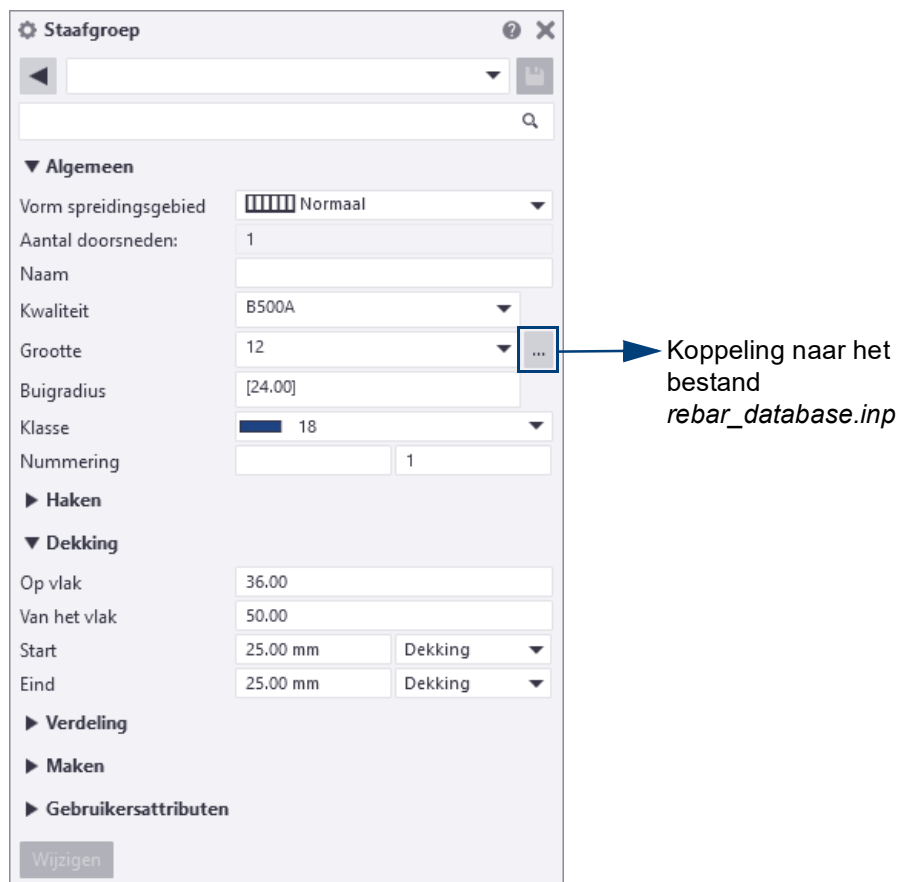 Staafgroep
Algemeen
Vorm spreidingsgebied Normaal
Aantal doorsneden: 1
Naam
Kwaliteit B500A
Grootte 12 ...
Koppeling naar het
bestand
rebar_database.inp
Buigradius [24.00]
Klasse 18
Nummering 1
Haken
Dekking
Op vlak 36.00
Van het vlak 50.00
Start 25.00 mm Dekking
Eind 25.00 mm Dekking
Verdeling
Maken
Gebruikersattributen
Wijzigen